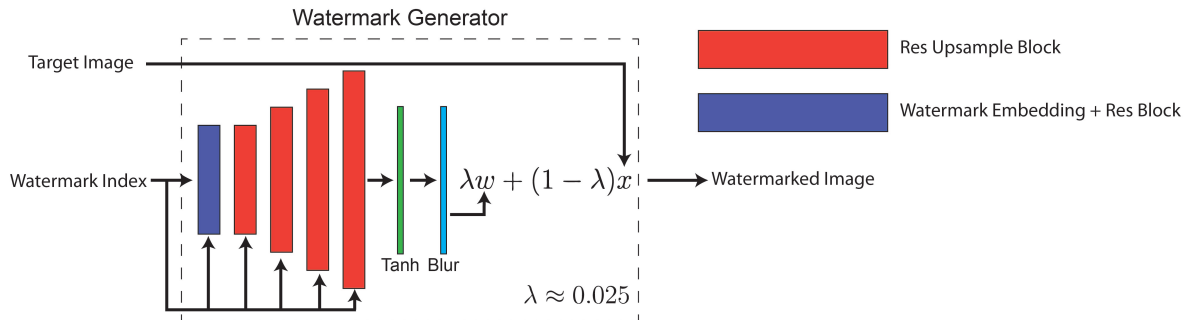 Watermark Generator
Target Image
Res Upsample Block
Watermark Embedding + Res Block
Watermark Index
λw + (1 − λ)x
Watermarked Image
Tanh
Blur
λ ≈ 0.025